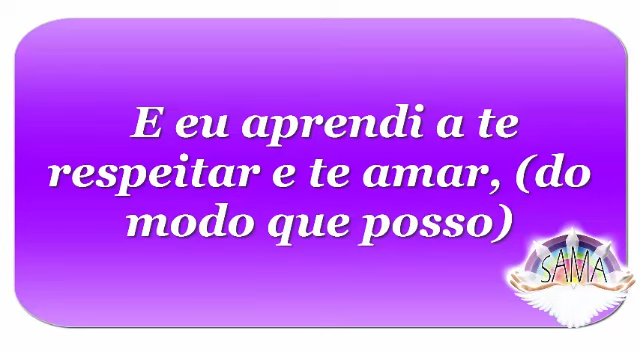 E eu aprendi a te
respeitar e te amar, (do
modo que posso)
SAMA